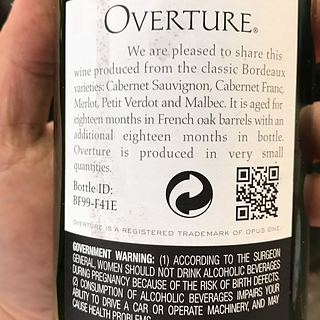 OVERTURE®
We are pleased to share this
wine produced from the classic Bordeaux
varieties: Cabernet Sauvignon, Cabernet Franc,
Merlot, Petit Verdot and Malbec. It is aged for
eighteen months in French oak barrels with an
additional eighteen months in bottle.
Overture is produced in very small
quantities.
Bottle ID:
BF99-F41E
OVERTURE IS A REGISTERED TRADEMARK OF OPUS ONE.
GOVERNMENT WARNING: (1) ACCORDING TO THE SURGEON
GENERAL, WOMEN SHOULD NOT DRINK ALCOHOLIC BEVERAGES
DURING PREGNANCY BECAUSE OF THE RISK OF BIRTH DEFECTS.
(2) CONSUMPTION OF ALCOHOLIC BEVERAGES IMPAIRS YOUR
ABILITY TO DRIVE A CAR OR OPERATE MACHINERY, AND MAY
CAUSE HEALTH PROBLEMS.